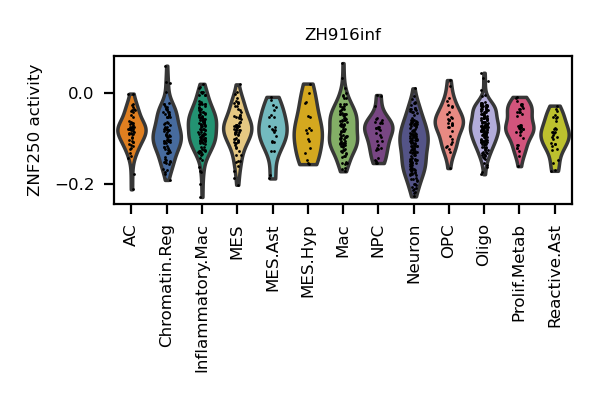 ZH916inf
ZNF250 activity
0.0
−0.2
AC
Chromatin.Reg
Inflammatory.Mac
MES
MES.Ast
MES.Hyp
Mac
NPC
Neuron
OPC
Oligo
Prolif.Metab
Reactive.Ast